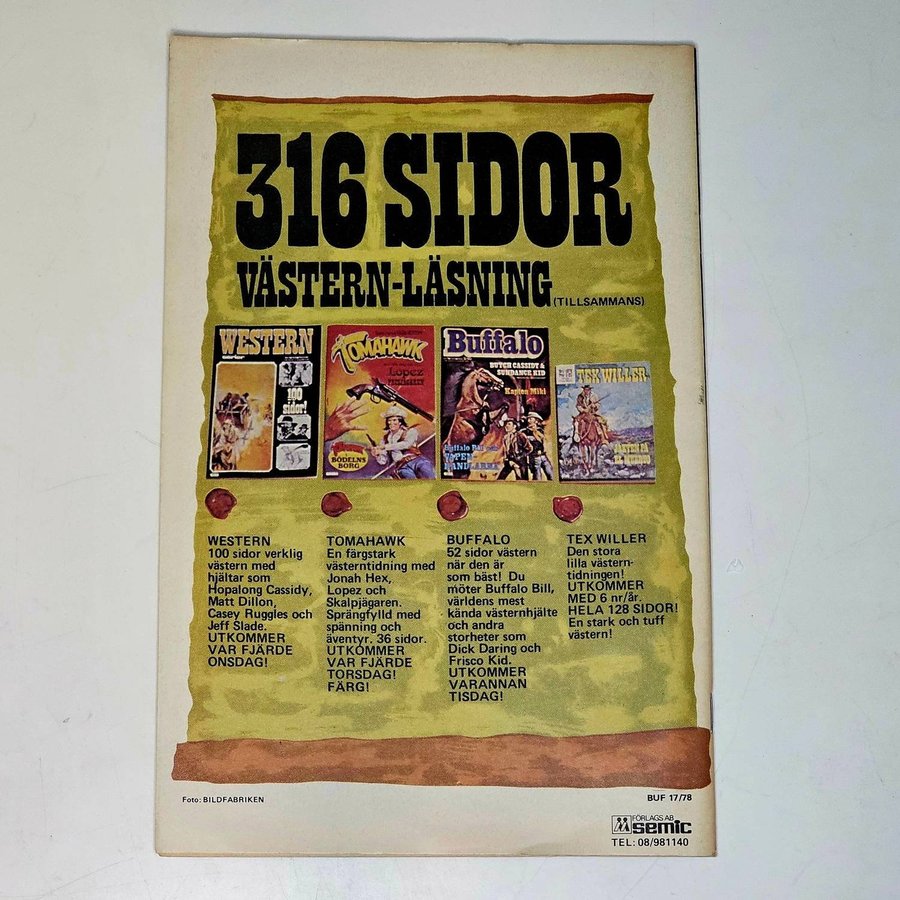 316 SIDOR
VÄSTERN-LÄSNING
(TILLSAMMANS)
WESTERN
100
sidor!
TOMAHAWK
Lopez
BÖDELNS
BORG
Buffalo
BUTCH CASSIDY &
SUNDANCE KID
Kapten Miki
Buffalo Bill
TEX WILLER
WESTERN
100 sidor verklig
västern med
hjältar som
Hopalong Cassidy,
Matt Dillon,
Casey Ruggles och
Jeff Slade.
UTKOMMER
VAR FJÄRDE
ONSDAG!
TOMAHAWK
En färgstark
västerntidning med
Jonah Hex,
Lopez och
Skalpjägaren.
Sprängfylld med
spänning och
äventyr. 36 sidor.
UTKOMMER
VAR FJÄRDE
TORSDAG!
FÄRG!
BUFFALO
52 sidor västern
när den är
som bäst! Du
möter Buffalo Bill,
världens mest
kända västernhjälte
och andra
storheter som
Dick Daring och
Frisco Kid.
UTKOMMER
VARANNAN
TISDAG!
TEX WILLER
Den stora
lilla västern-
tidningen!
UTKOMMER
MED 6 nr/år.
HELA 128 SIDOR!
En stark och tuff
västern!
Foto: BILDFABRIKEN
BUF 17/78
FÖRLAGS AB
semic
TEL: 08/981140